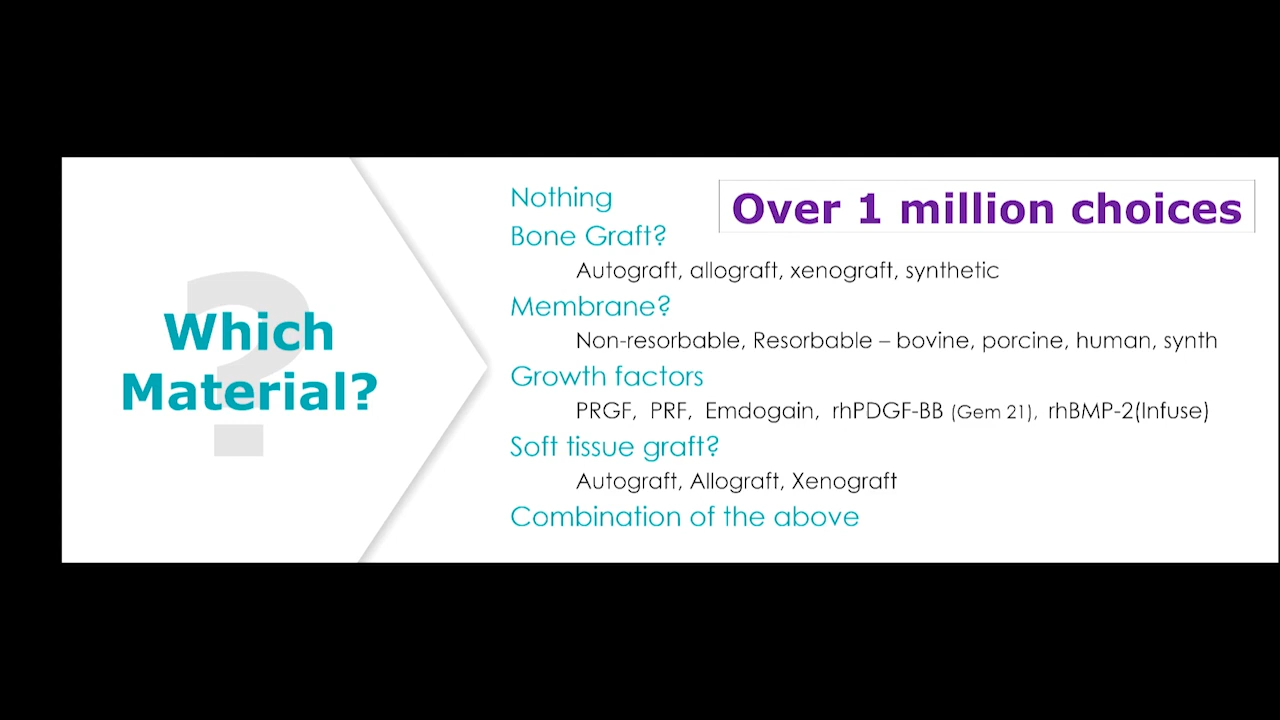 ?
Which
Material?
Nothing
Over 1 million choices
Bone Graft?
Autograft, allograft, xenograft, synthetic
Membrane?
Non-resorbable, Resorbable – bovine, porcine, human, synth
Growth factors
PRGF, PRF, Emdogain, rhPDGF-BB (Gem 21), rhBMP-2(Infuse)
Soft tissue graft?
Autograft, Allograft, Xenograft
Combination of the above